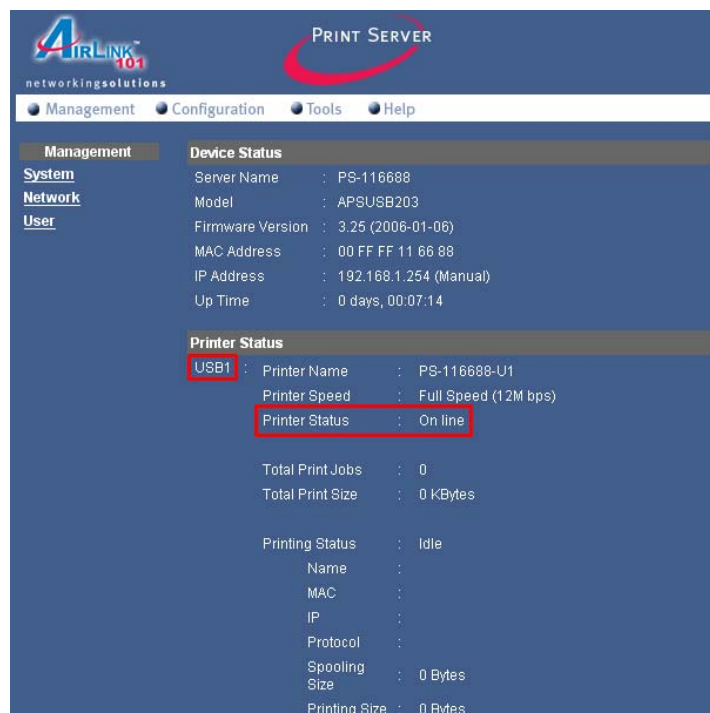 AIRLINK™
101
networkingsolutions
PRINT SERVER
Management Configuration Tools Help
Management
System
Network
User
Device Status
Server Name : PS-116688
Model : APSUSB203
Firmware Version : 3.25 (2006-01-06)
MAC Address : 00 FF FF 11 66 88
IP Address : 192.168.1.254 (Manual)
Up Time : 0 days, 00:07:14
Printer Status
USB1 : Printer Name : PS-116688-U1
Printer Speed : Full Speed (12M bps)
Printer Status : On line
Total Print Jobs : 0
Total Print Size : 0 KBytes
Printing Status : Idle
Name :
MAC :
IP :
Protocol :
Spooling
Size : 0 Bytes
Printing Size : 0 Bytes